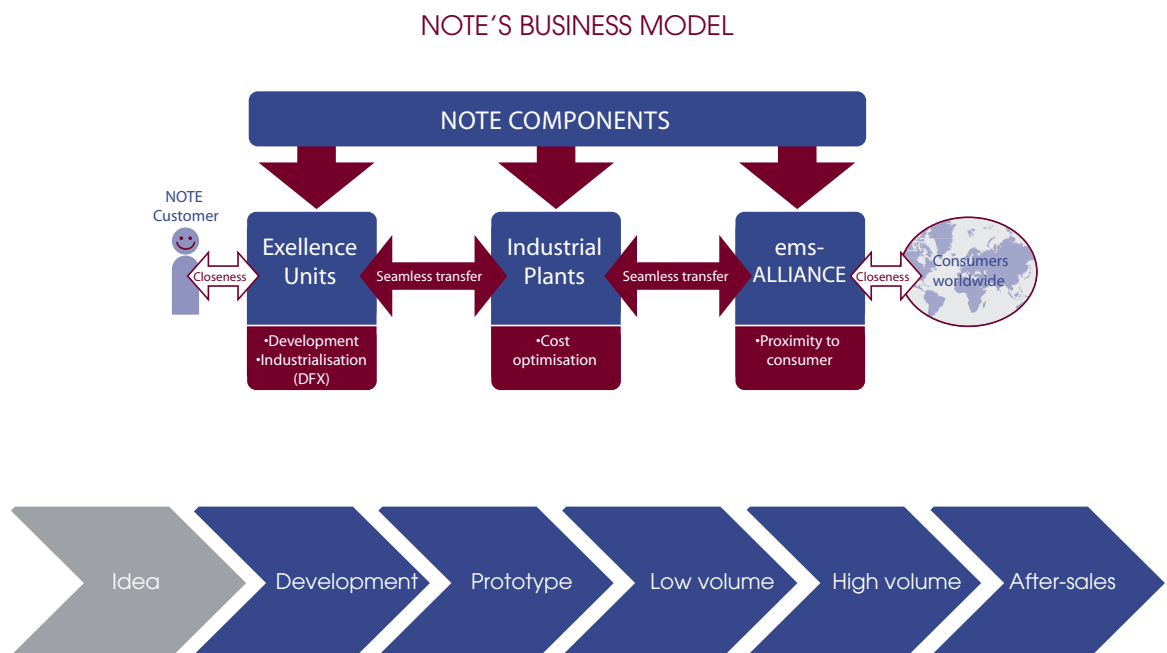 NOTE'S BUSINESS MODEL
NOTE COMPONENTS
NOTE
Customer
Closeness
Exellence
Units
•Development
•Industrialisation
(DFX)
Seamless transfer
Industrial
Plants
•Cost
optimisation
Seamless transfer
ems-
ALLIANCE
•Proximity to
consumer
Closeness
Consumers
worldwide
Idea
Development
Prototype
Low volume
High volume
After-sales